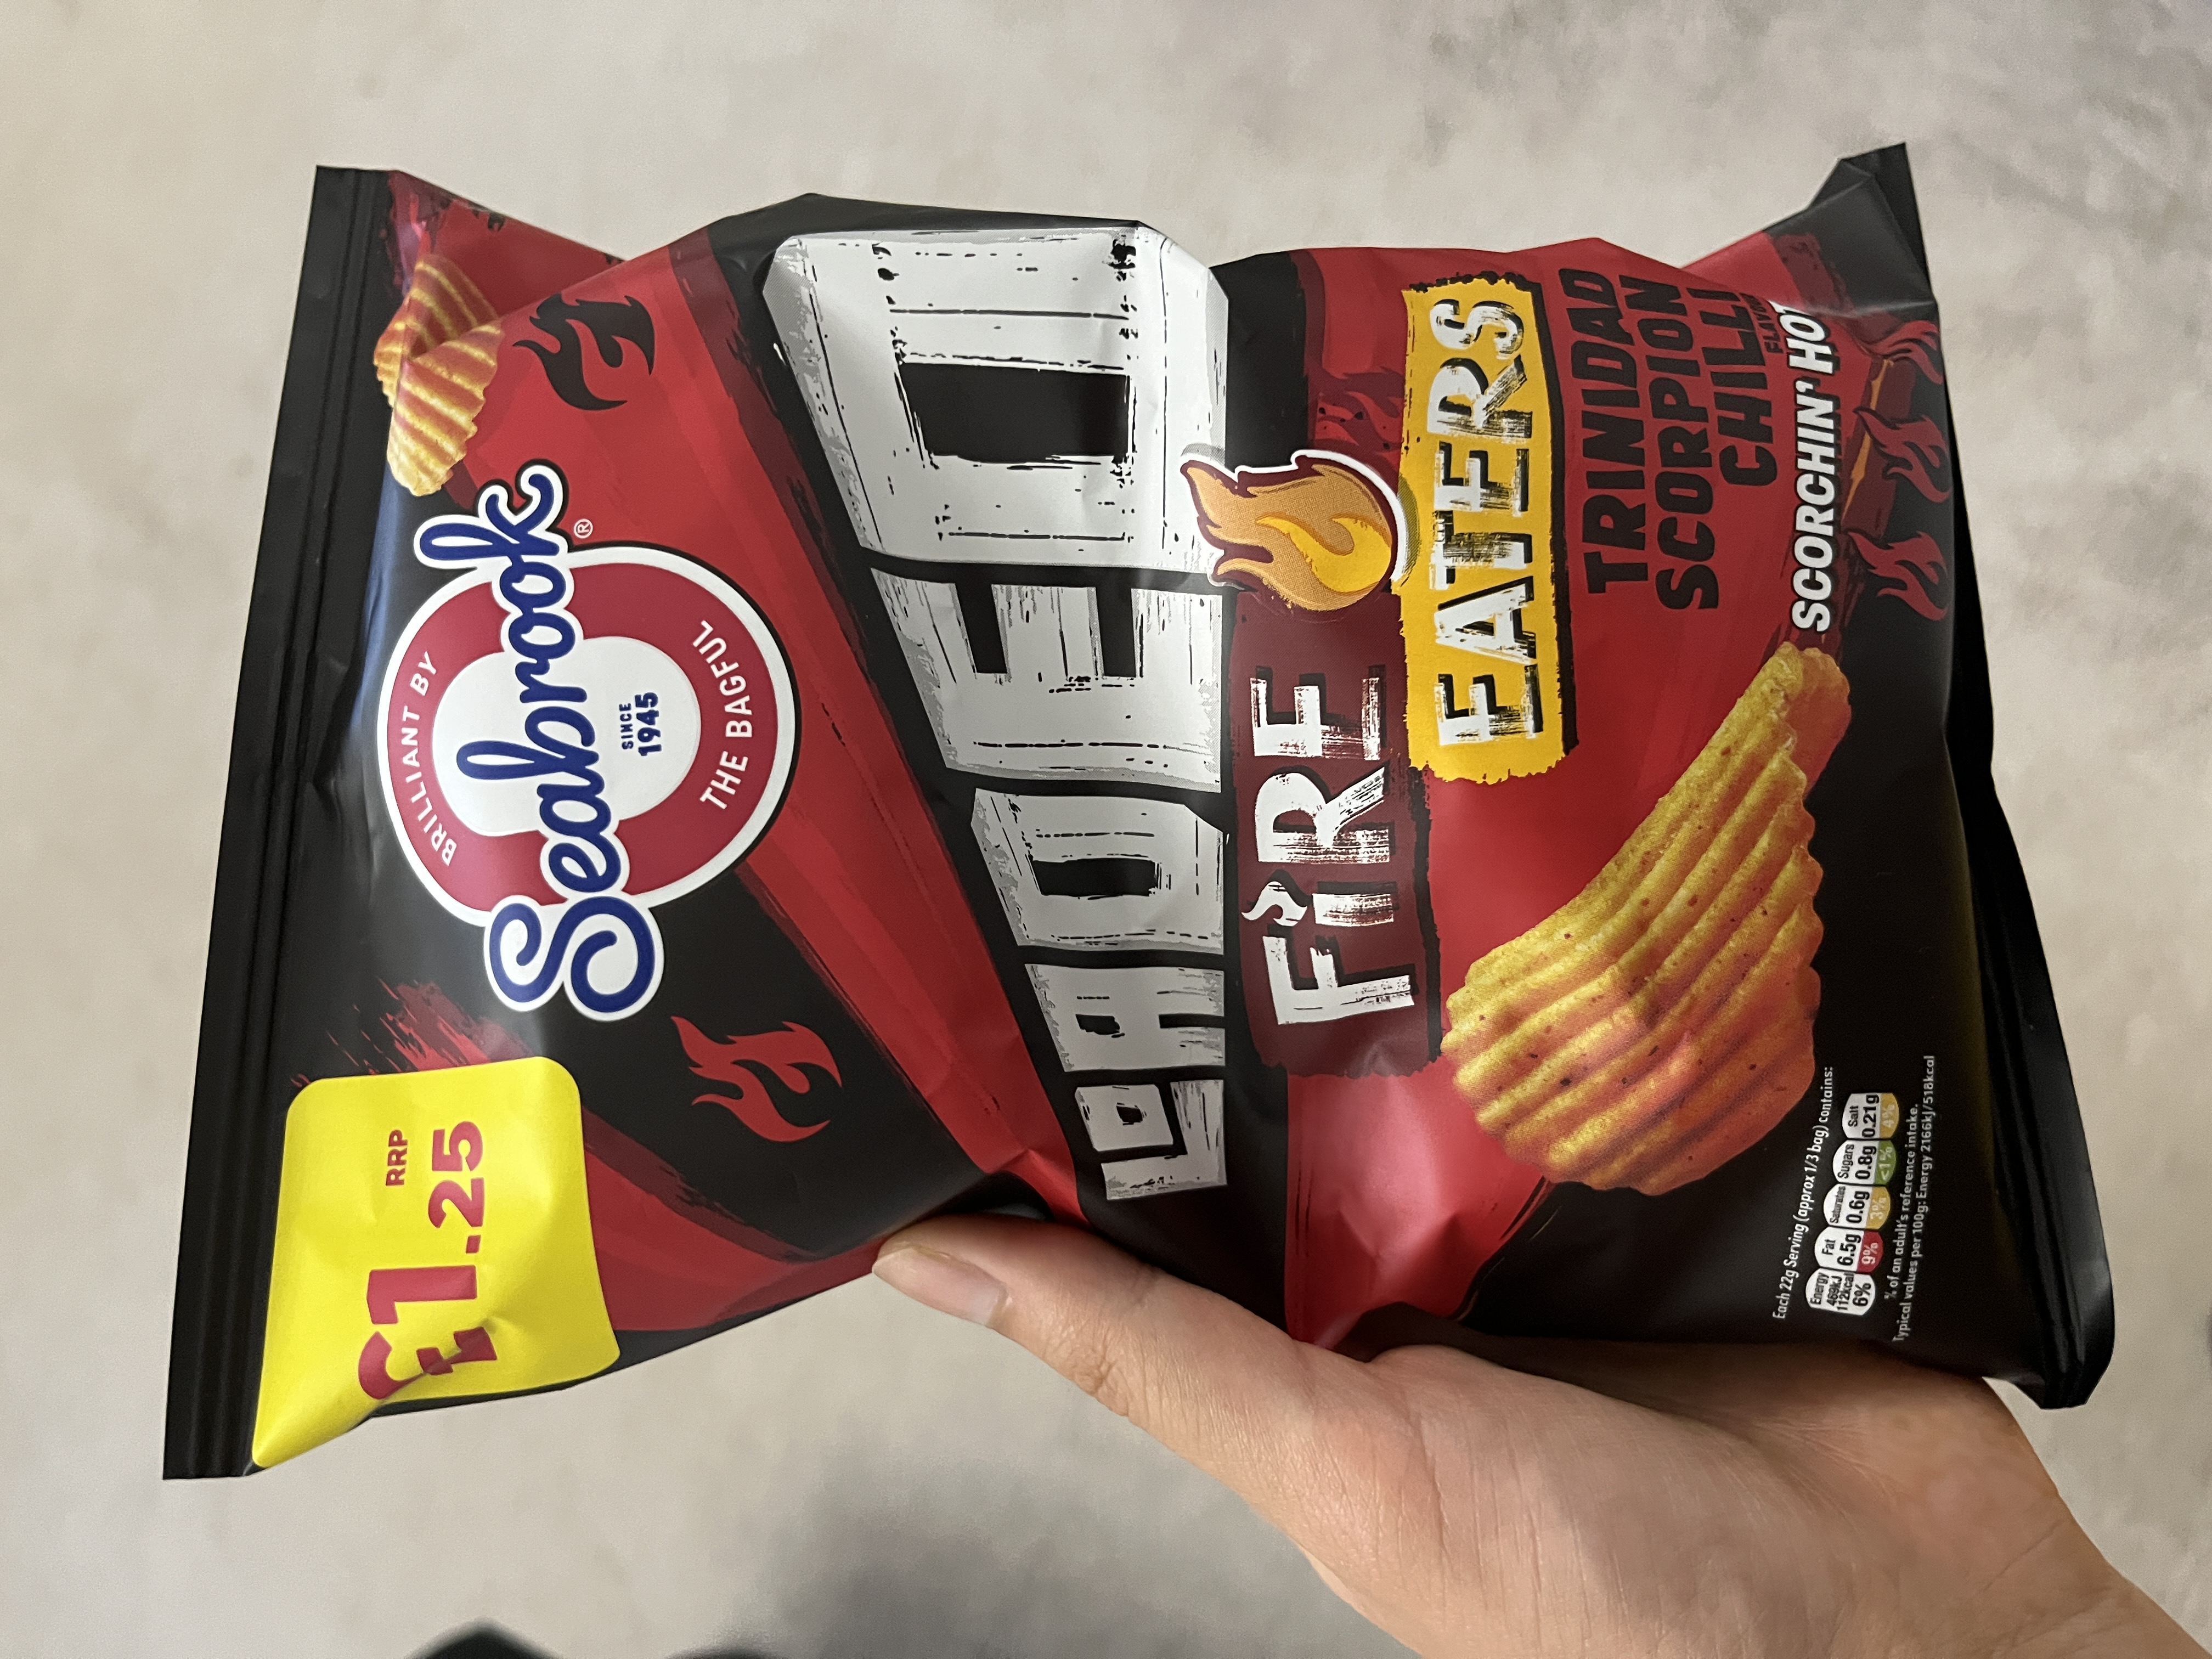 £1.25 RRP
BRILLIANT BY
Seabrook®
SINCE
1945
THE BAGFUL
LOADED
FiRE
EATERS
TRINIDAD
SCORPION
CHILLI
FLAVOU
SCORCHIN' HOT
Each 22g Serving (approx 1/3 bag) contains:
Energy 469kJ 112kcal 6%
Fat 6.5g 9%
Saturates 0.6g 3%
Sugars 0.8g <1%
Salt 0.21g 4%
% of an adult's reference intake.
Typical values per 100g: Energy 2166kJ/518kcal